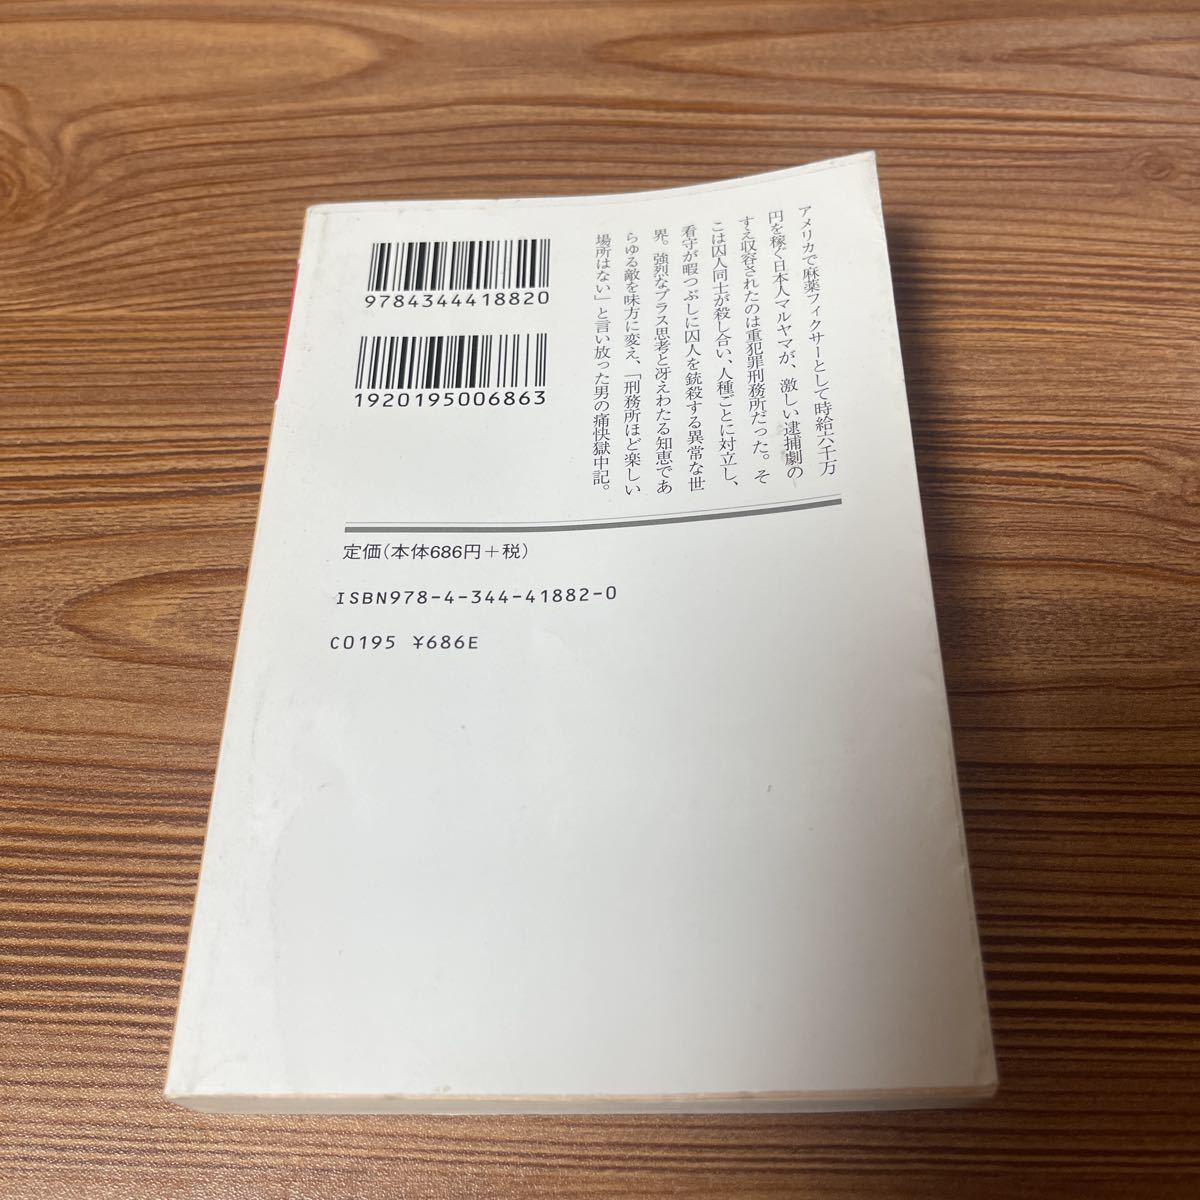 アメリカで麻薬フィクサーとして時給六千万
円を稼ぐ日本人マルヤマが、激しい逮捕劇の
すえ収容されたのは重犯罪刑務所だった。そ
こは囚人同士が殺し合い、人種ごとに対立し、
看守が暇つぶしに囚人を銃殺する異常な世
界。強烈なプラス思考と冴えわたる知恵であ
らゆる敵を味方に変え、「刑務所ほど楽しい
場所はない」と言い放った男の痛快獄中記。
9784344418820
1920195006863
定価(本体686円+税)
ISBN978-4-344-41882-0
C0195 ¥686E